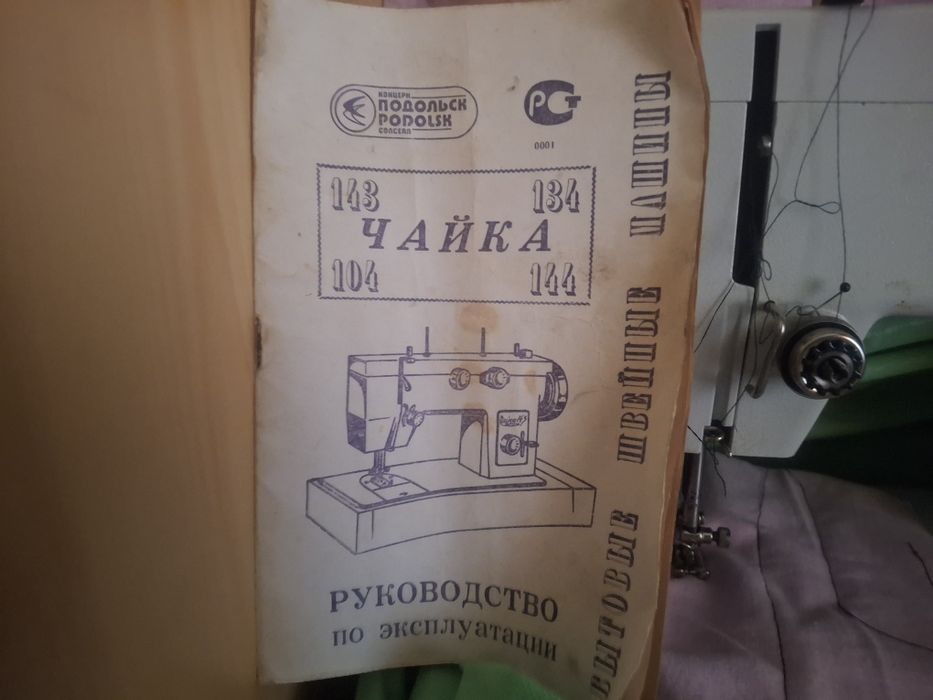 КОНЦЕРН
ПОДОЛЬСК
PODOLSK
CONCERN
РСТ
0001
143 134
ЧАЙКА
104 144
РУКОВОДСТВО
по эксплуатации
БЫТОВЫЕ ШВЕЙНЫЕ МАШИНЫ